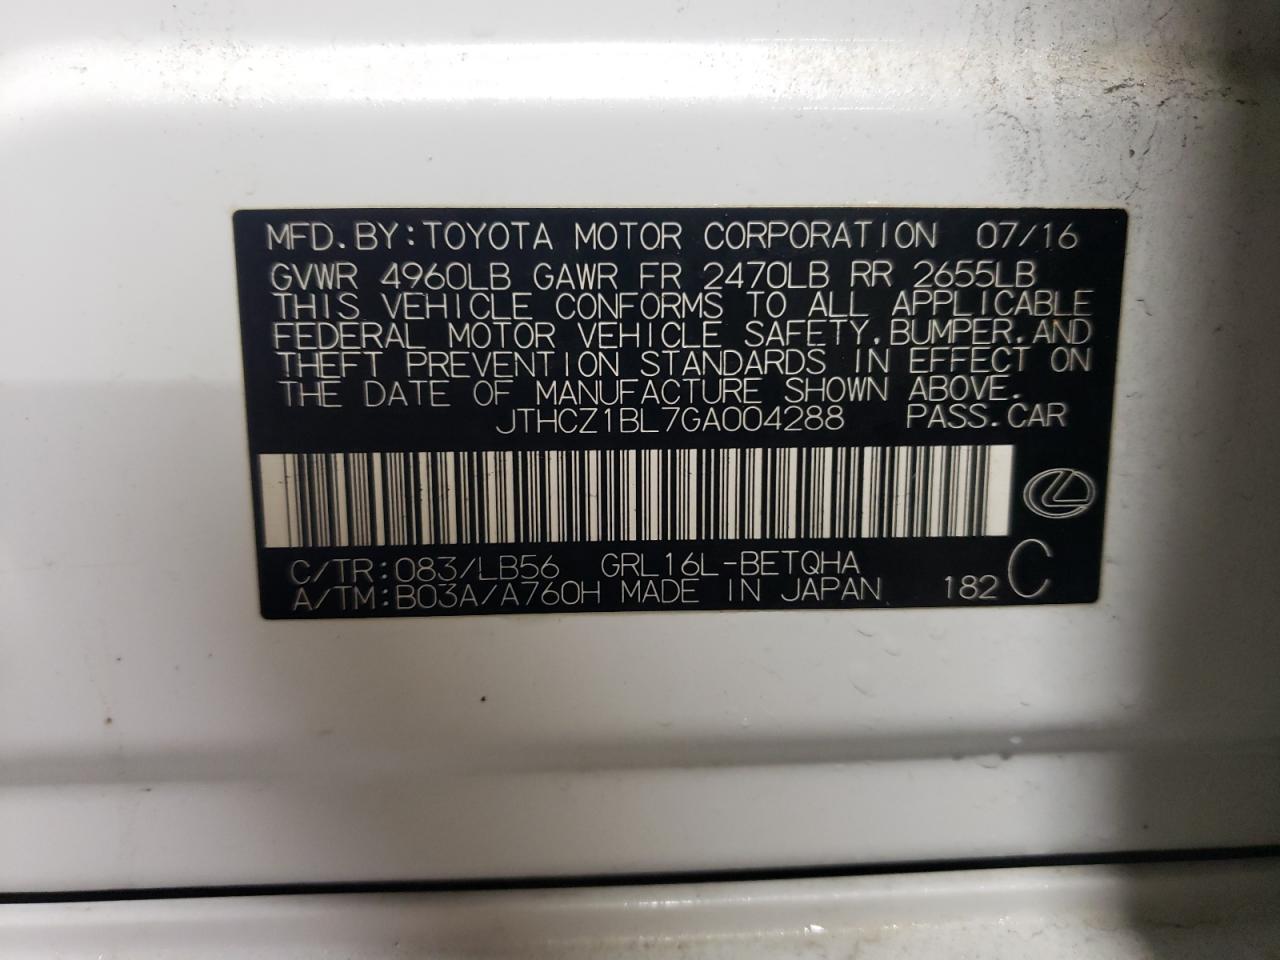 MFD.BY:TOYOTA MOTOR CORPORATION 07/16
GVWR 4960LB GAWR FR 2470LB RR 2655LB
THIS VEHICLE CONFORMS TO ALL APPLICABLE
FEDERAL MOTOR VEHICLE SAFETY,BUMPER,AND
THEFT PREVENTION STANDARDS IN EFFECT ON
THE DATE OF MANUFACTURE SHOWN ABOVE.
JTHCZ1BL7GA004288 PASS.CAR
C/TR:083/LB56 GRL16L-BETQHA
A/TM:B03A/A760H MADE IN JAPAN 182 C